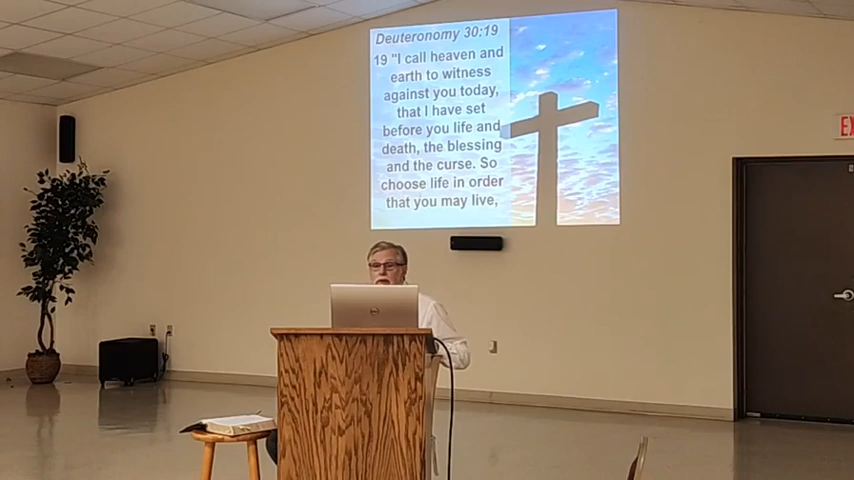 Deuteronomy 30:19
19 "I call heaven and
earth to witness
against you today,
that I have set
before you life and
death, the blessing
and the curse. So
choose life in order
that you may live,
DELL